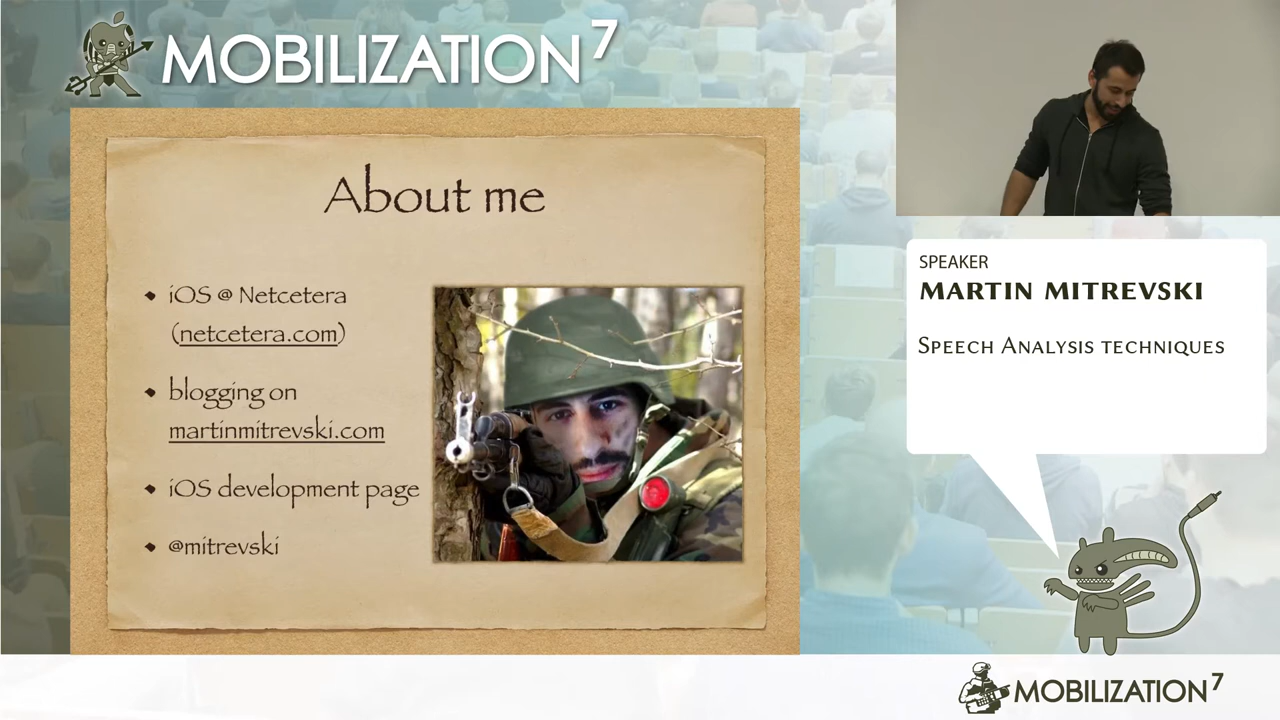 MOBILIZATION 7
About me
iOS @ Netcetera
(netcetera.com)
blogging on
martinmitrevski.com
iOS development page
@mitrevski
SPEAKER
MARTIN MITREVSKI
SPEECH ANALYSIS TECHNIQUES
MOBILIZATION 7